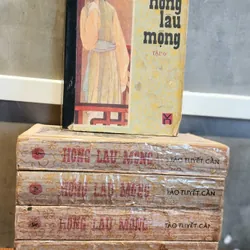 Hồng
lâu
mộng
HỒNG LÂU MỘNG TÀO TUYẾT CẦN
HỒNG LÂU MỘNG TÀO TUYẾT CẦN
HỒNG LÂU MỘNG TÀO TUYẾT CẦN